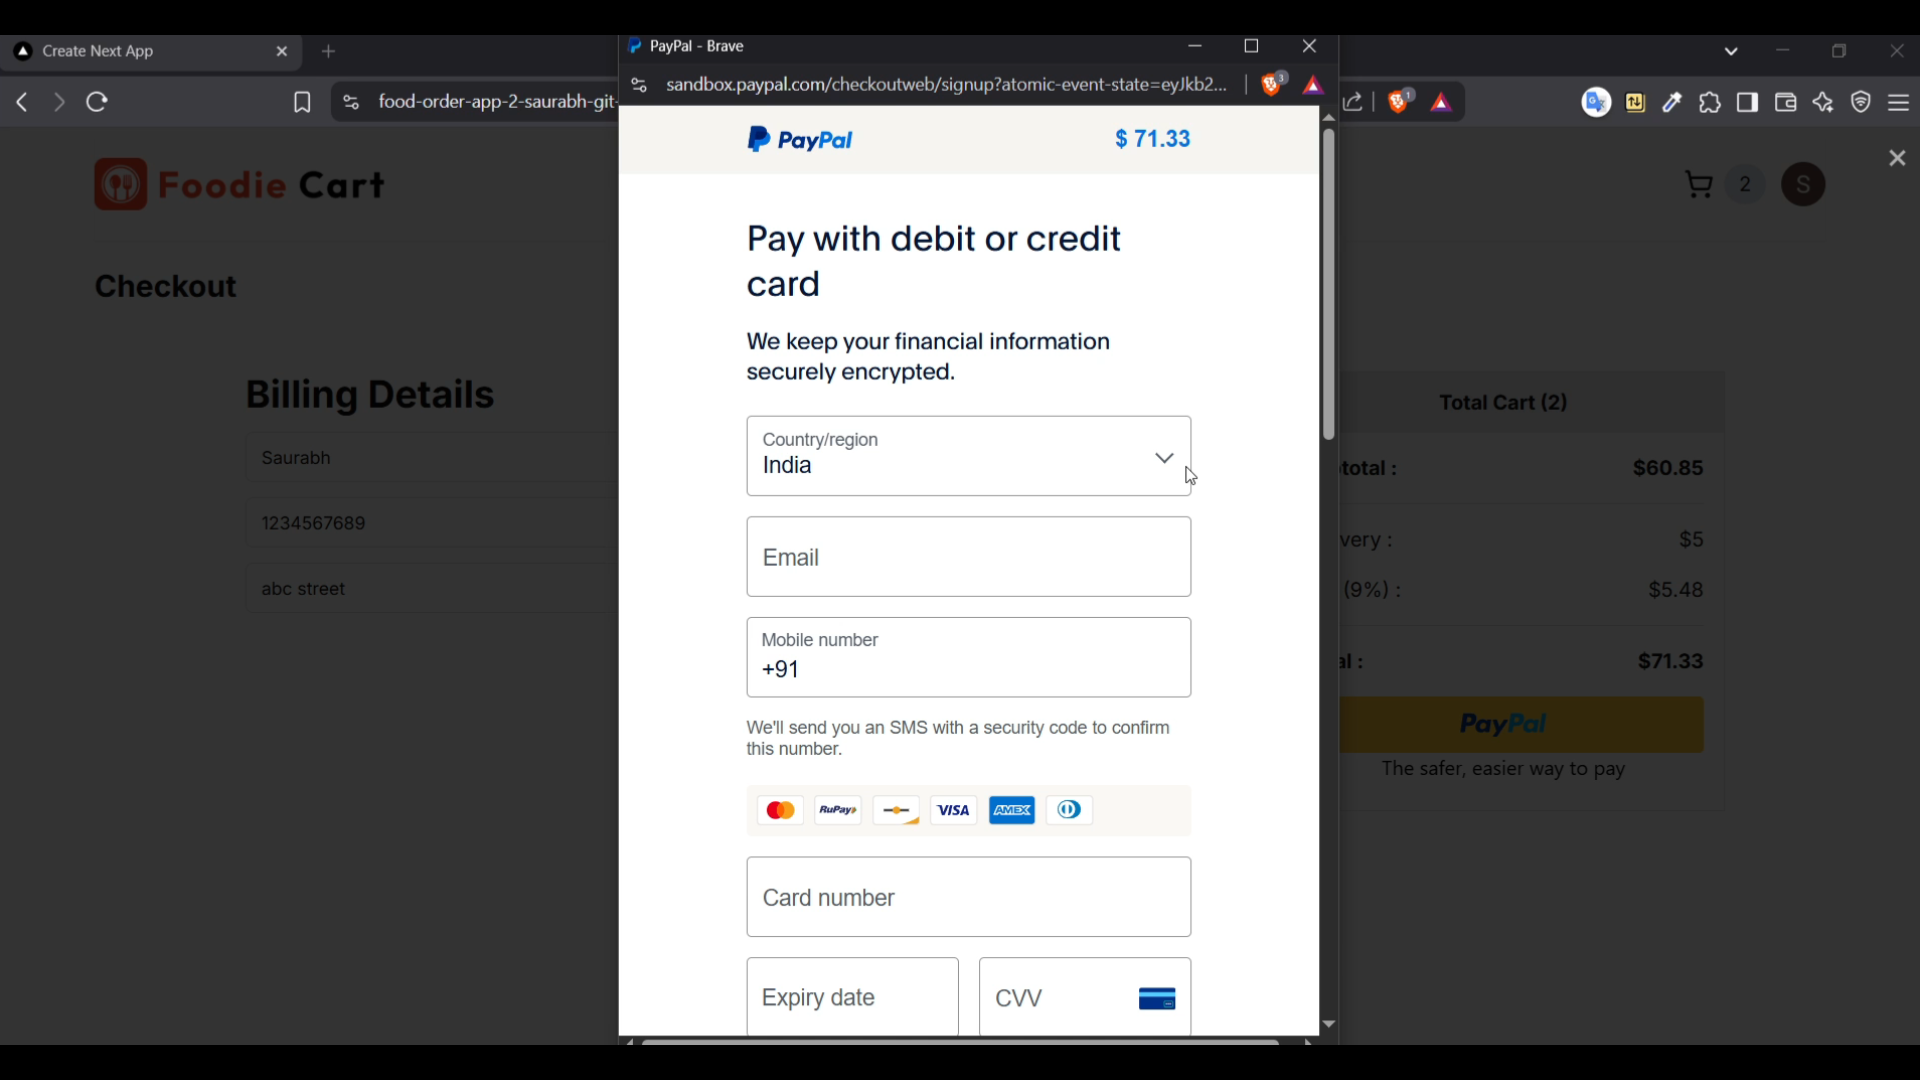 Create Next App
PayPal - Brave
food-order-app-2-saurabh-git-
sandbox.paypal.com/checkoutweb/signup?atomic-event-state=eyJkb2...
3
1
Foodie Cart
2
S
Checkout
Billing Details
Saurabh
1234567689
abc street
PayPal
$ 71.33
Pay with debit or credit
card
We keep your financial information
securely encrypted.
Country/region
India
Email
Mobile number
+91
We'll send you an SMS with a security code to confirm
this number.
RuPay
VISA
AMEX
Card number
Expiry date
CVV
Total Cart (2)
total :
$60.85
very :
$5
(9%) :
$5.48
al :
$71.33
PayPal
The safer, easier way to pay